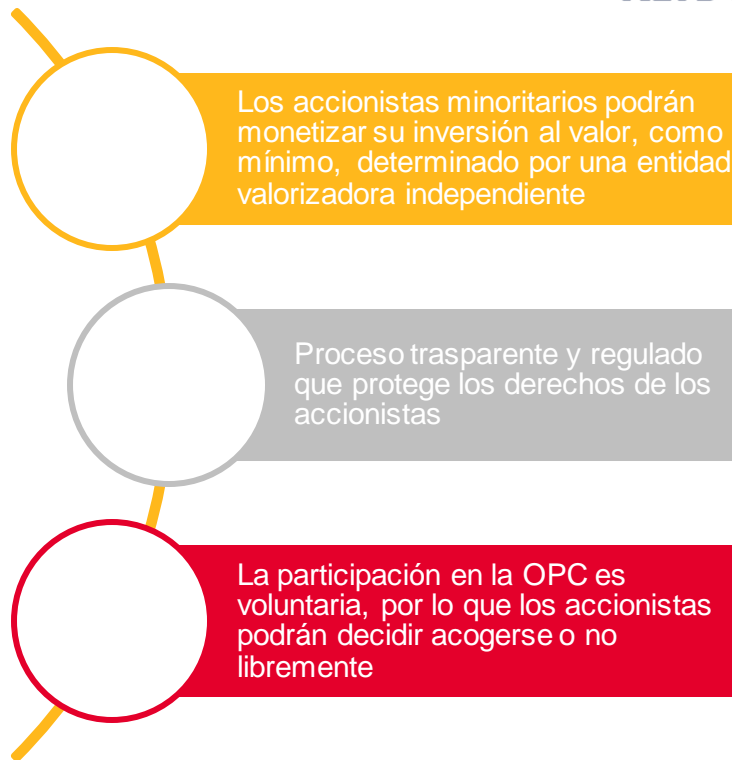 Los accionistas minoritarios podrán
monetizar su inversión al valor, como
mínimo, determinado por una entidad
valorizadora independiente
Proceso trasparente y regulado
que protege los derechos de los
accionistas
La participación en la OPC es
voluntaria, por lo que los accionistas
podrán decidir acogerse o no
libremente